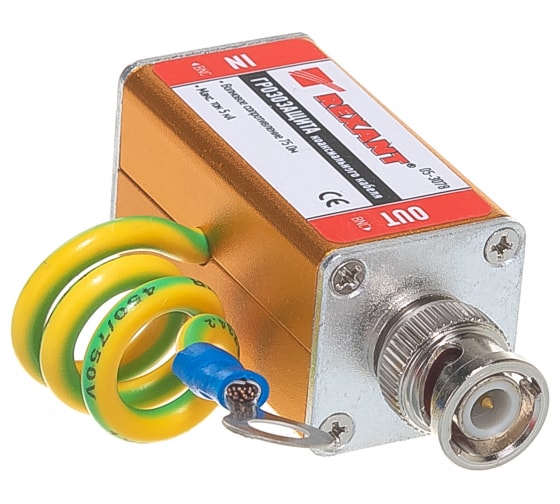 IN
‹BNC
REXANT®
05-3078
ГРОЗОЗАЩИТА
коаксиального кабеля
• Волновое сопротивление 75 Ом
• Макс. ток 5 кА
CE
OUT
BNC›
450/750V